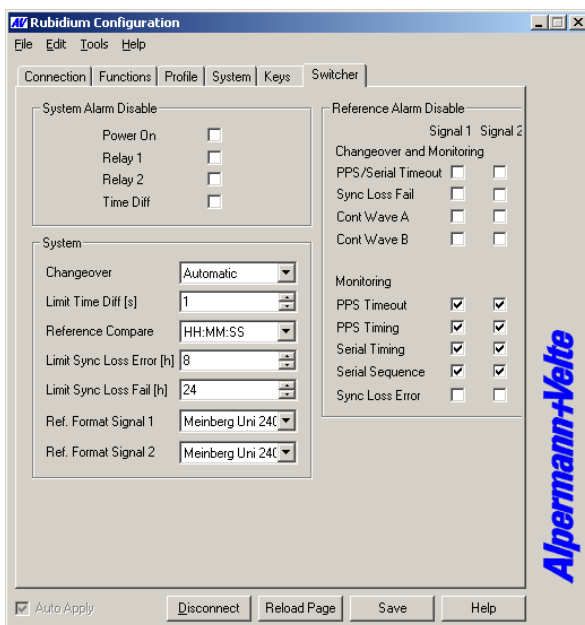 AV Rubidium Configuration
File Edit Tools Help
Connection Functions Profile System Keys Switcher
System Alarm Disable
Power On
Relay 1
Relay 2
Time Diff
System
Changeover Automatic
Limit Time Diff [s] 1
Reference Compare HH:MM:SS
Limit Sync Loss Error [h] 8
Limit Sync Loss Fail [h] 24
Ref. Format Signal 1 Meinberg Uni 240
Ref. Format Signal 2 Meinberg Uni 240
Reference Alarm Disable
Signal 1 Signal 2
Changeover and Monitoring
PPS/Serial Timeout
Sync Loss Fail
Cont Wave A
Cont Wave B
Monitoring
PPS Timeout
PPS Timing
Serial Timing
Serial Sequence
Sync Loss Error
Alpermann+Velte
Auto Apply Disconnect Reload Page Save Help